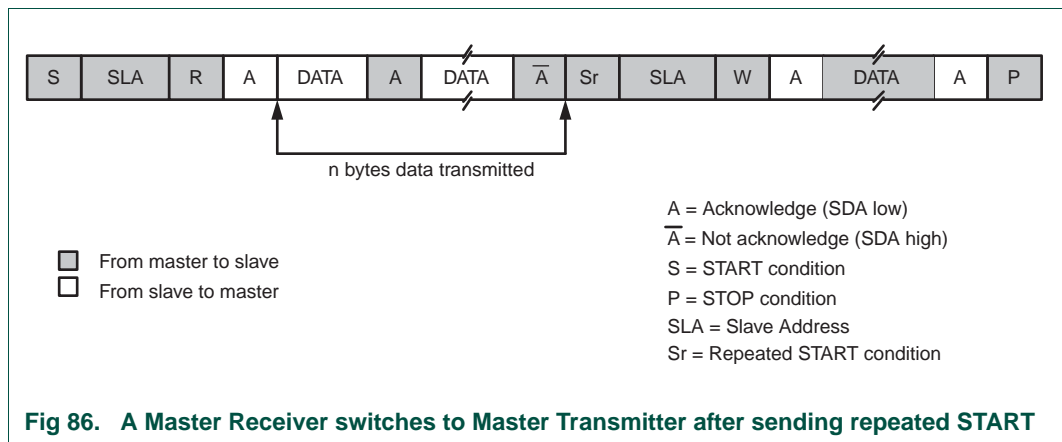 S SLA R A DATA A DATA A̅ Sr SLA W A DATA A P
n bytes data transmitted
A = Acknowledge (SDA low)
A̅ = Not acknowledge (SDA high)
S = START condition
P = STOP condition
SLA = Slave Address
Sr = Repeated START condition
From master to slave
From slave to master
Fig 86. A Master Receiver switches to Master Transmitter after sending repeated START